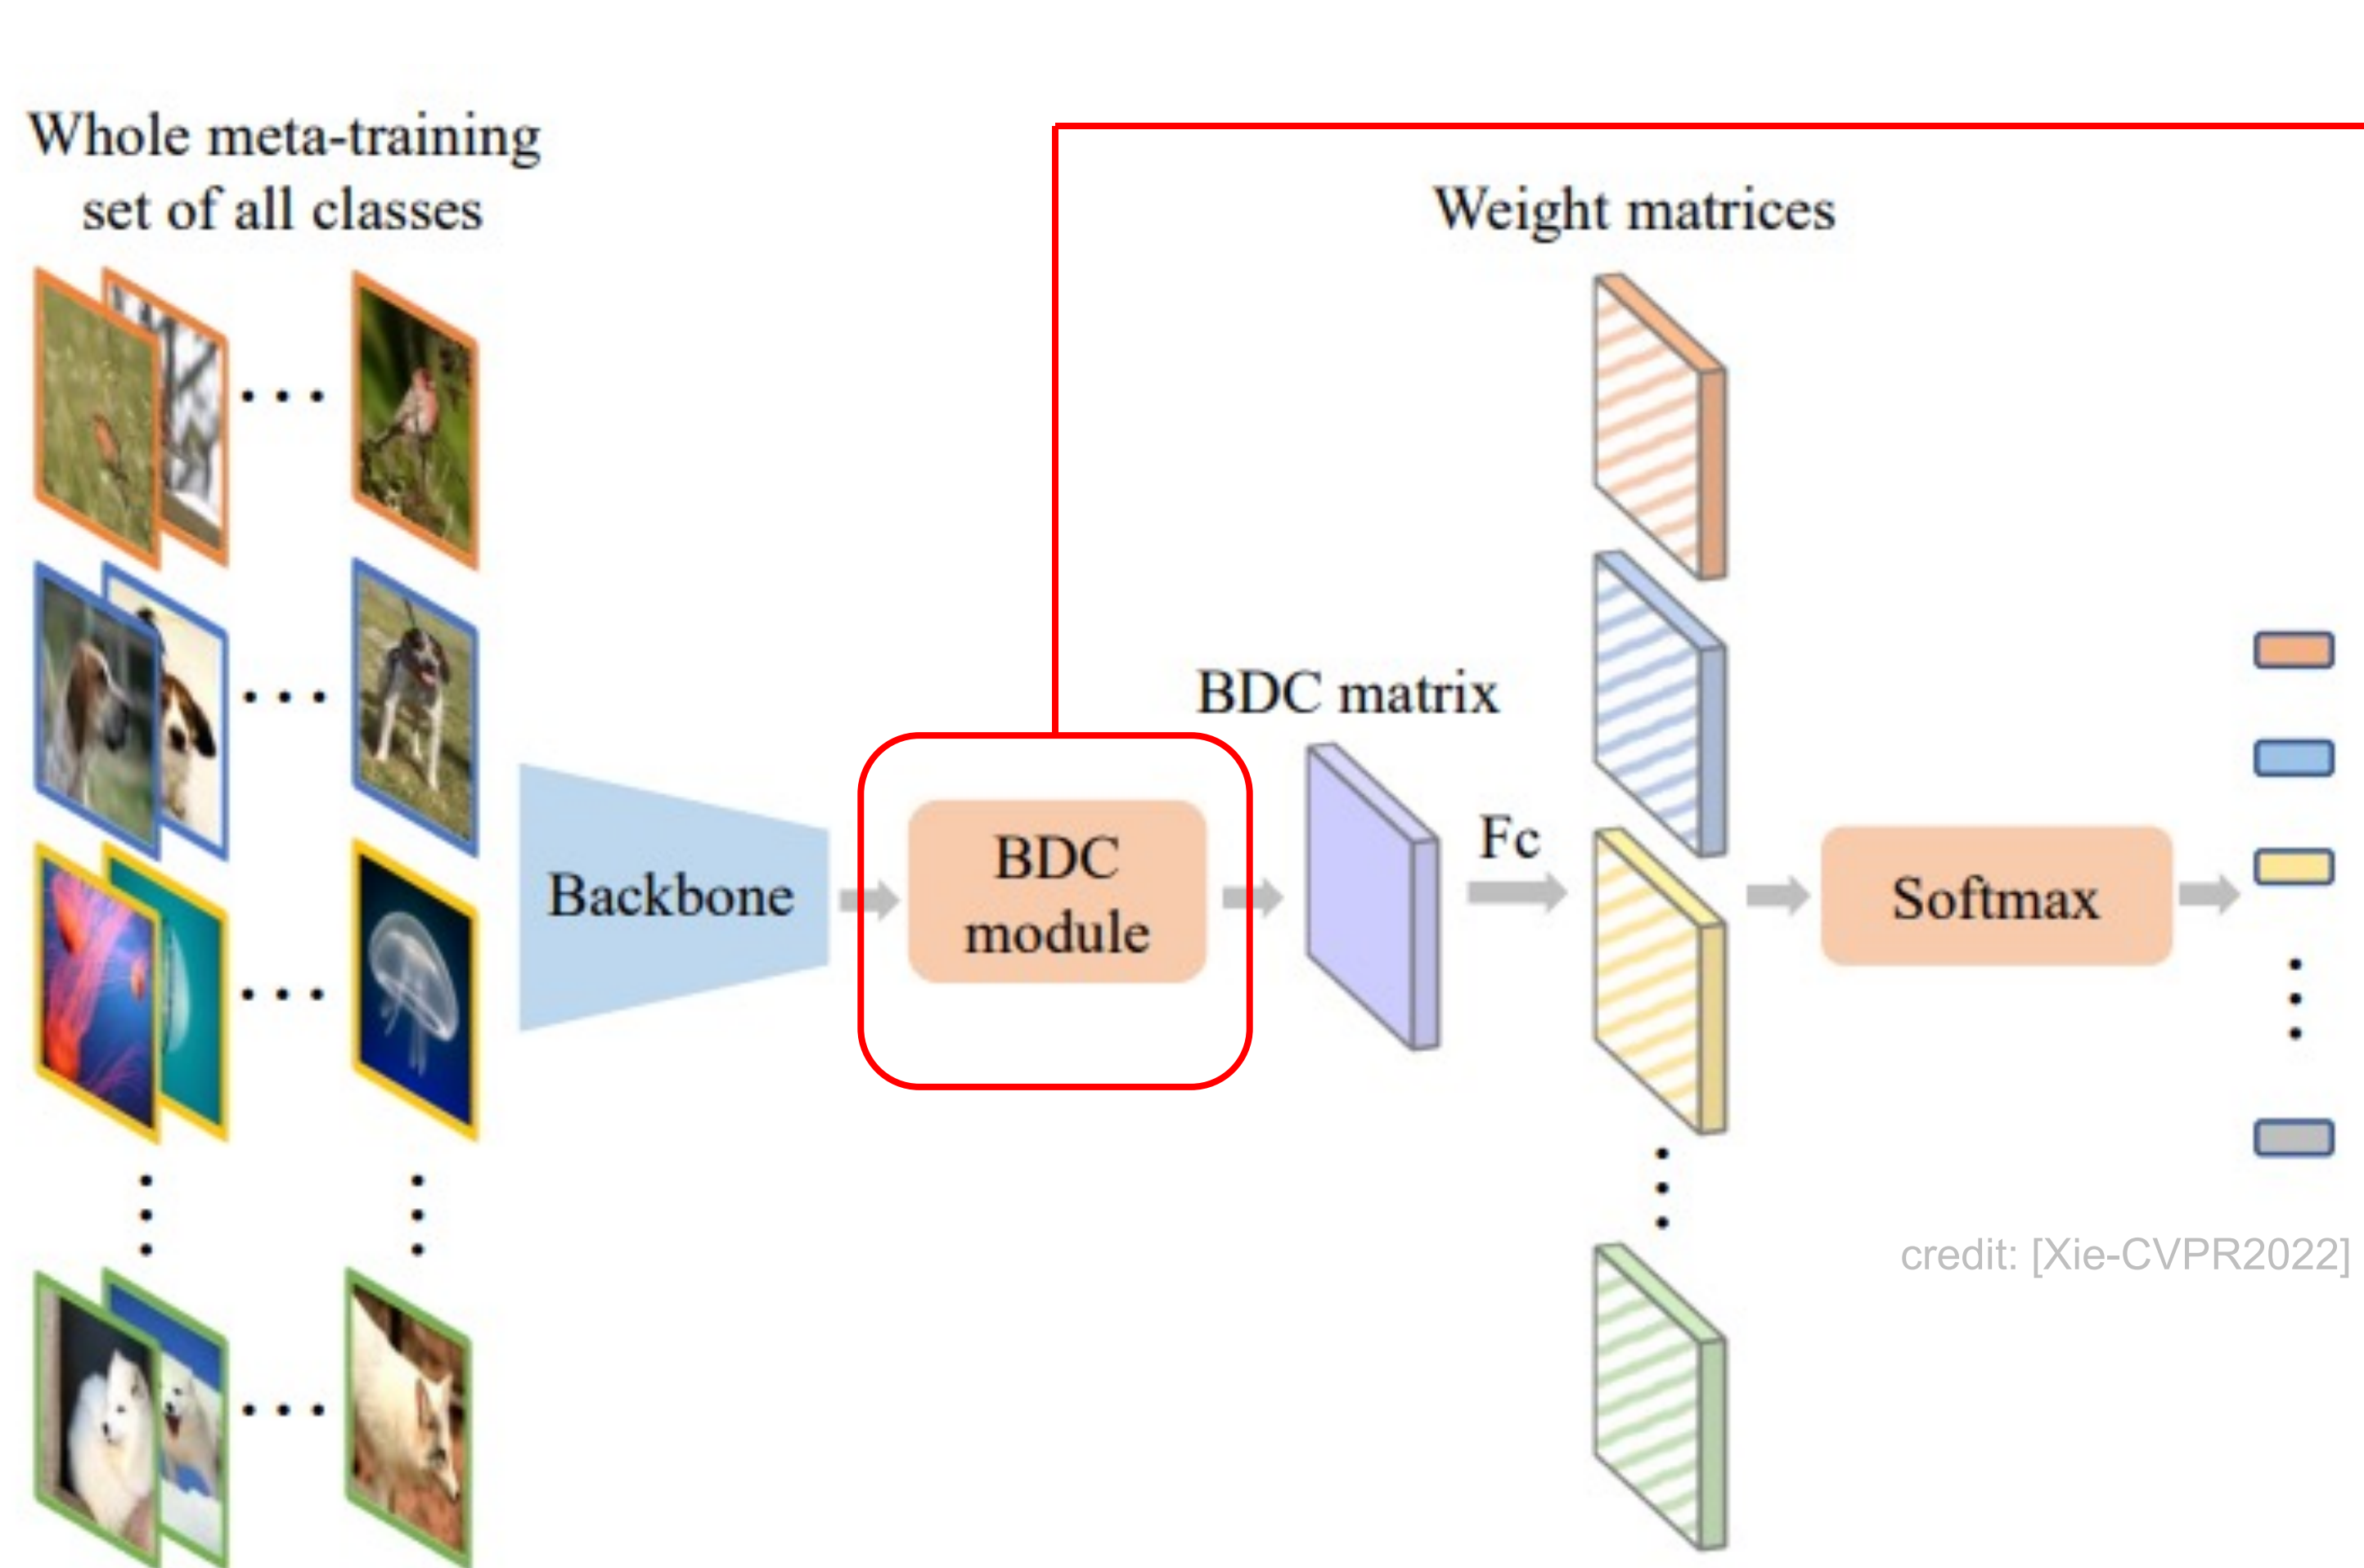 Whole meta-training
set of all classes
Weight matrices
BDC matrix
Backbone
BDC
module
Fc
Softmax
credit: [Xie-CVPR2022]